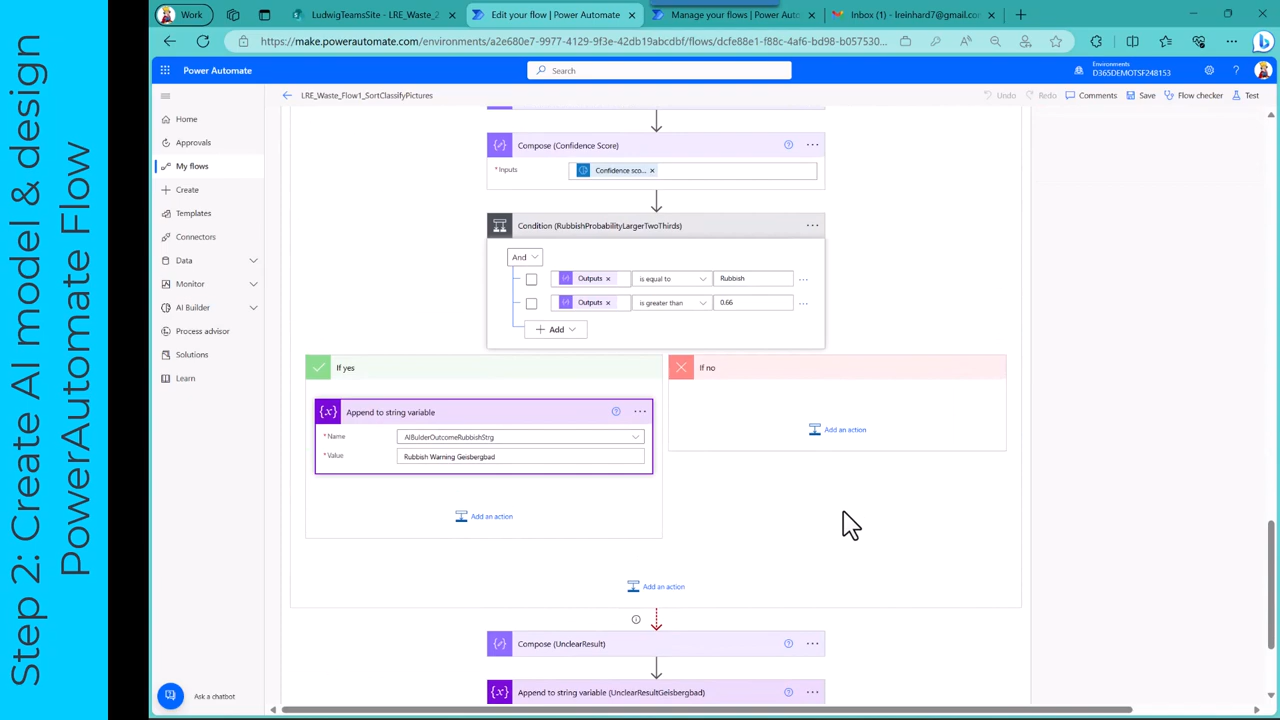 Step 2: Create AI model & design
PowerAutomate Flow
Work
LudwigTeamsSite - LRE_Waste_2
Edit your flow | Power Automate
Manage your flows | Power Automa
Inbox (1) - lreinhard7@gmail.com
https://make.powerautomate.com/environments/a2e680e7-9977-4129-9f3e-42db19abcdbf/flows/dcfe88e1-f88c-4af6-bd98-b057530...
Power Automate
Search
Environments
D365DEMOTSF248153
LRE_Waste_Flow1_SortClassifyPictures
Undo
Redo
Comments
Save
Flow checker
Test
Home
Approvals
My flows
Create
Templates
Connectors
Data
Monitor
AI Builder
Process advisor
Solutions
Learn
Ask a chatbot
Compose (Confidence Score)
* Inputs
Confidence sco...
Condition (RubbishProbabilityLargerTwoThirds)
And
Outputs
is equal to
Rubbish
Outputs
is greater than
0.66
Add
If yes
If no
Append to string variable
* Name
AIBuilderOutcomeRubbishStrg
* Value
Rubbish Warning Geisbergbad
Add an action
Add an action
Add an action
Compose (UnclearResult)
Append to string variable (UnclearResultGeisbergbad)